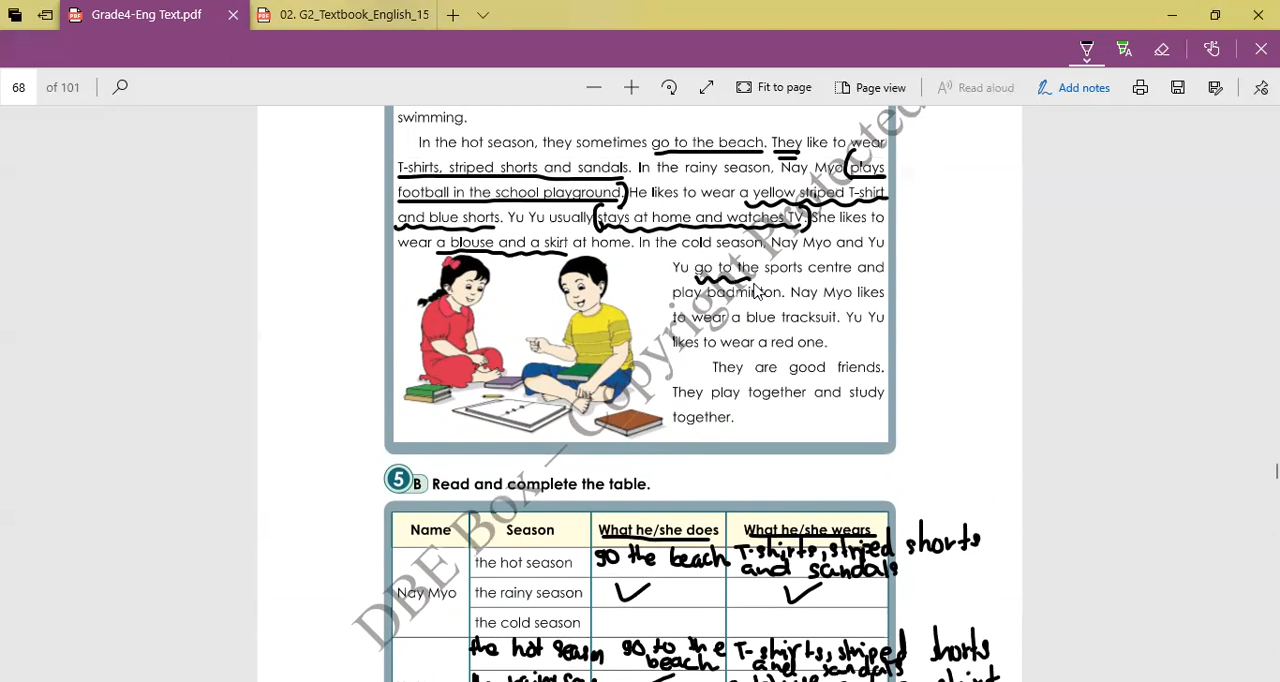 Grade4-Eng Text.pdf
02. G2_Textbook_English_15
68 of 101
Fit to page
Page view
Read aloud
Add notes
swimming.
In the hot season, they sometimes go to the beach. They like to wear
T-shirts, striped shorts and sandals. In the rainy season, Nay Myo plays
football in the school playground. He likes to wear a yellow striped T-shirt
and blue shorts. Yu Yu usually stays at home and watches TV. She likes to
wear a blouse and a skirt at home. In the cold season, Nay Myo and Yu
Yu go to the sports centre and
play badminton. Nay Myo likes
to wear a blue tracksuit. Yu Yu
likes to wear a red one.
They are good friends.
They play together and study
together.
DBE Box – Copyright Protected
5 B Read and complete the table.
Name Season What he/she does What he/she wears
the hot season go the beach T-shirts, striped shorts
and sandals
Nay Myo the rainy season
the cold season
the hot season go to the T-shirts, striped shorts
beach and sandals